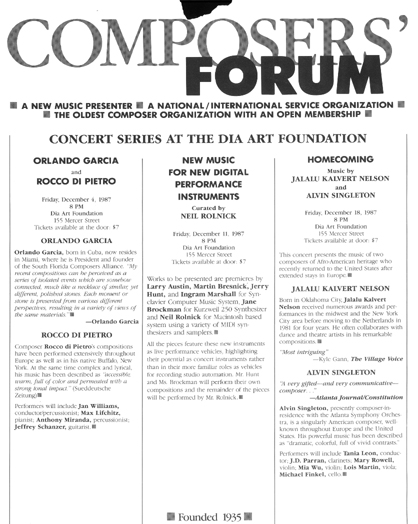 COMPOSERS'
FORUM
A NEW MUSIC PRESENTER A NATIONAL/INTERNATIONAL SERVICE ORGANIZATION
THE OLDEST COMPOSER ORGANIZATION WITH AN OPEN MEMBERSHIP
CONCERT SERIES AT THE DIA ART FOUNDATION
ORLANDO GARCIA
and
ROCCO DI PIETRO
Friday, December 4, 1987
8 PM
Dia Art Foundation
155 Mercer Street
Tickets available at the door: $7
ORLANDO GARCIA
Orlando Garcia, born in Cuba, now resides
in Miami, where he is President and founder
of the South Florida Composers Alliance. "My
recent compositions can be perceived as a
series of isolated events which are somehow
connected, much like a necklace of similar, yet
different, polished stones. Each moment or
stone is presented from various different
perspectives, resulting in a variety of views of
the same materials."
—Orlando Garcia
ROCCO DI PIETRO
Composer Rocco di Pietro's compositions
have been performed extensively throughout
Europe as well as in his native Buffalo, New
York. At the same time complex and lyrical,
his music has been described as "accessible,
warm, full of color and permeated with a
strong tonal impact." (Sueddeutsche
Zeitung)
Performers will include Jan Williams,
conductor/percussionist; Max Lifchitz,
pianist; Anthony Miranda, percussionist;
Jeffrey Schanzer, guitarist.
NEW MUSIC
FOR NEW DIGITAL
PERFORMANCE
INSTRUMENTS
Curated by
NEIL ROLNICK
Friday, December 11, 1987
8 PM
Dia Art Foundation
155 Mercer Street
Tickets available at door: $7
Works to be presented are premieres by
Larry Austin, Martin Bresnick, Jerry
Hunt, and Ingram Marshall for Syn-
clavier Computer Music System, Jane
Brockman for Kurzweil 250 Synthesizer
and Neil Rolnick for Macintosh based
system using a variety of MIDI syn-
thesizers and samplers.
All the pieces feature these new instruments
as live performance vehicles, highlighting
their potential as concert instruments rather
than in their more familiar roles as vehicles
for recording studio automation. Mr. Hunt
and Ms. Brockman will perform their own
compositions and the remainder of the pieces
will be performed by Mr. Rolnick.
HOMECOMING
Music by
JALALU KALVERT NELSON
and
ALVIN SINGLETON
Friday, December 18, 1987
8 PM
Dia Art Foundation
155 Mercer Street
Tickets available at door: $7
This concert presents the music of two
composers of Afro-American heritage who
recently returned to the United States after
extended stays in Europe.
JALALU KALVERT NELSON
Born in Oklahoma City, Jalalu Kalvert
Nelson received numerous awards and per-
formances in the midwest and the New York
City area before moving to the Netherlands in
1981 for four years. He often collaborates with
dance and theatre artists in his remarkable
compositions.
"Most intriguing"
—Kyle Gann, The Village Voice
ALVIN SINGLETON
"A very gifted—and very communicative—
composer..."
—Atlanta Journal/Constitution
Alvin Singleton, presently composer-in-
residence with the Atlanta Symphony Orches-
tra, is a singularly American composer, well-
known throughout Europe and the United
States. His powerful music has been described
as "dramatic, colorful, full of vivid contrasts."
Performers will include Tania Leon, conduc-
tor, J.D. Parran, clarinets, Mary Rowell,
violin, Mia Wu, violin, Lois Martin, viola,
Michael Finkel, cello.
Founded 1935